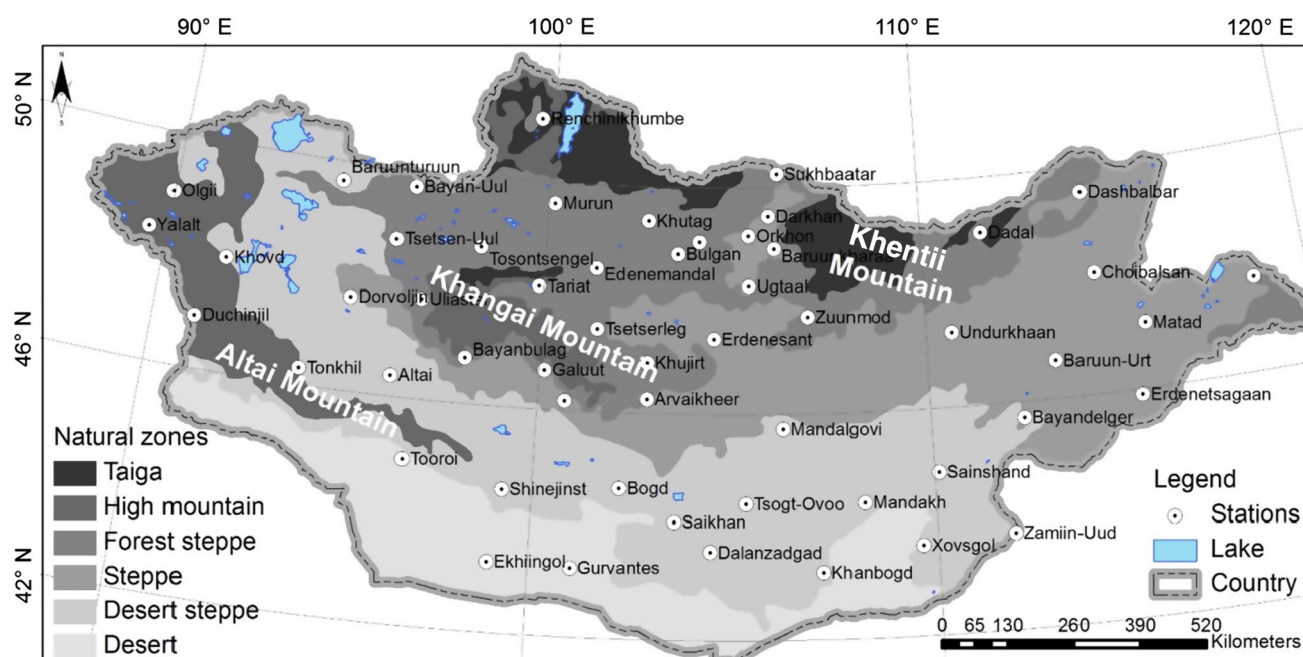 90° E 100° E 110° E 120° E
50° N
46° N
42° N
N
S
Renchinlkhumbe
Baruunturuun
Sukhbaatar
Olgii
Bayan-Uul
Dashbalbar
Murun
Yalalt
Khutag
Darkhan
Dadal
Tsetsen-Uul
Orkhon
Khentii
Mountain
Khovd
Tosontsengel
Bulgan
Baruunkharaa
Edenemandal
Choibalsan
Tariat
Ugtaal
Dorvoljin
Uliastai
Khangai Mountain
Duchinjil
Zuunmod
Matad
Tsetserleg
Erdenesant
Undurkhaan
Bayanbulag
Khujirt
Baruun-Urt
Altai Mountain
Tonkhil
Altai
Galuut
Arvaikheer
Erdenetsagaan
Bayandelger
Mandalgovi
Tooroi
Sainshand
Shinejinst
Bogd
Tsogt-Ovoo
Mandakh
Saikhan
Zamiin-Uud
Dalanzadgad
Xovsgol
Ekhiingol
Gurvantes
Khanbogd
Natural zones
Taiga
High mountain
Forest steppe
Steppe
Desert steppe
Desert
Legend
Stations
Lake
Country
0 65 130 260 390 520
Kilometers